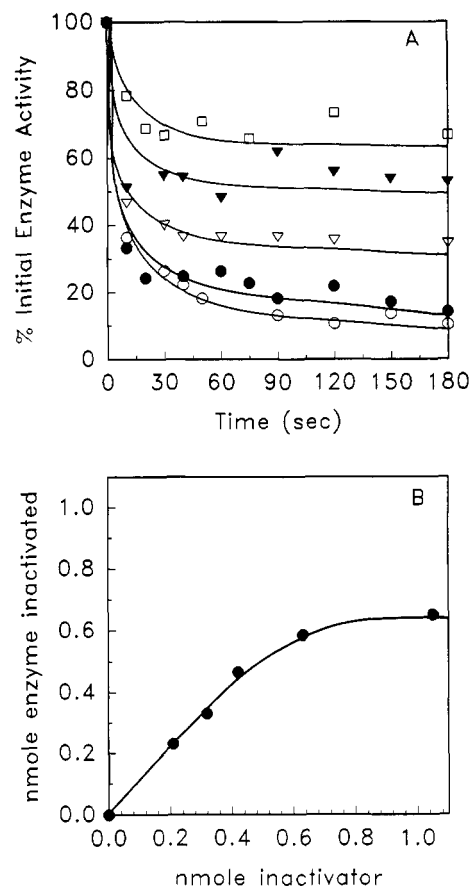 A
% Initial Enzyme Activity
100
80
60
40
20
0
0 30 60 90 120 150 180
Time (sec)
B
nmole enzyme inactivated
1.0
0.8
0.6
0.4
0.2
0.0
0.0 0.2 0.4 0.6 0.8 1.0
nmole inactivator